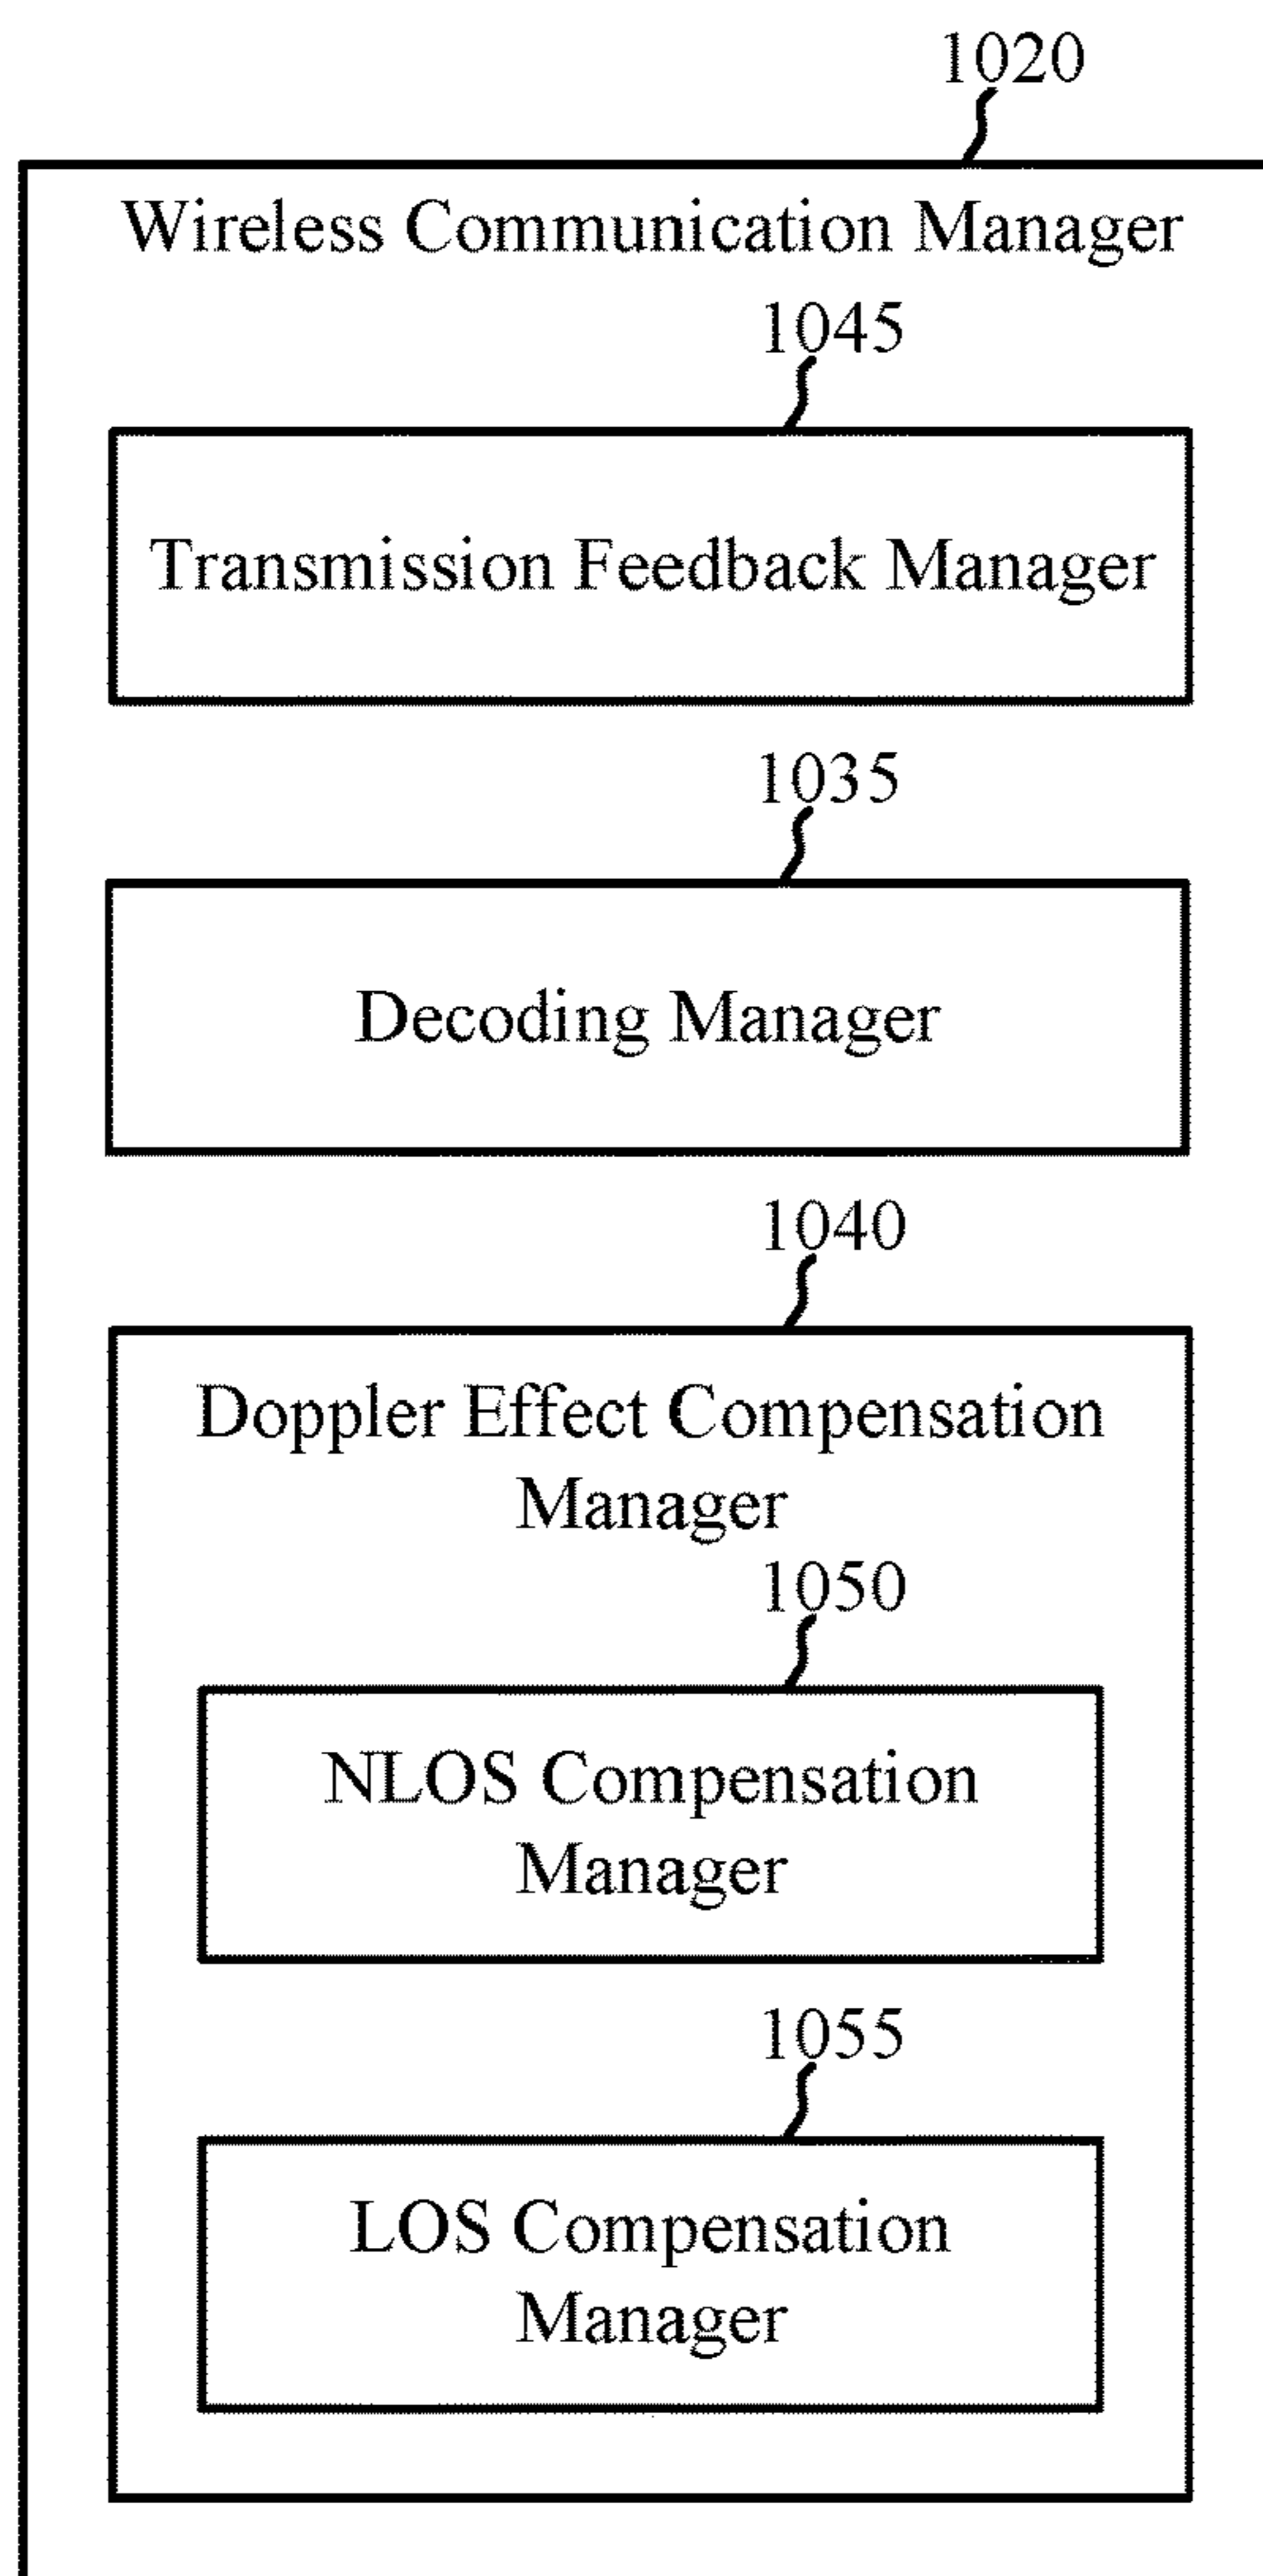 1020
Wireless Communication Manager
1045
Transmission Feedback Manager
1035
Decoding Manager
1040
Doppler Effect Compensation
Manager
1050
NLOS Compensation
Manager
1055
LOS Compensation
Manager